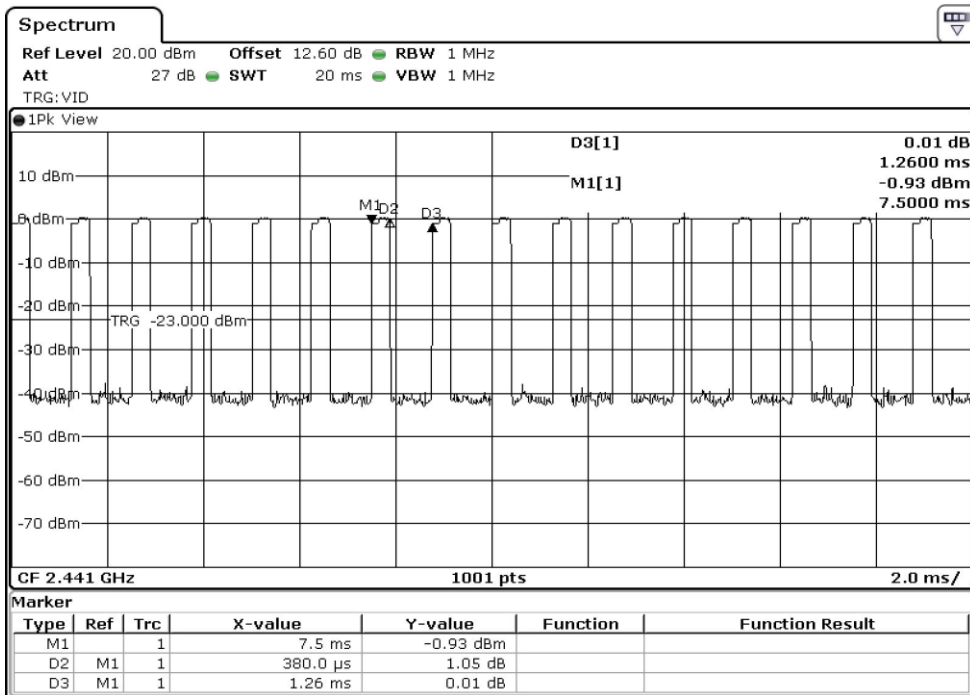 Spectrum
Ref Level 20.00 dBm Offset 12.60 dB RBW 1 MHz
Att 27 dB SWT 20 ms VBW 1 MHz
TRG:VID
1Pk View
D3[1] 0.01 dB
1.2600 ms
10 dBm
M1[1] -0.93 dBm
7.5000 ms
M1 D2 D3
0 dBm
-10 dBm
-20 dBm
TRG -23.000 dBm
-30 dBm
-40 dBm
-50 dBm
-60 dBm
-70 dBm
CF 2.441 GHz 1001 pts 2.0 ms/
Marker
Type Ref Trc X-value Y-value Function Function Result
M1 1 7.5 ms -0.93 dBm
D2 M1 1 380.0 µs 1.05 dB
D3 M1 1 1.26 ms 0.01 dB